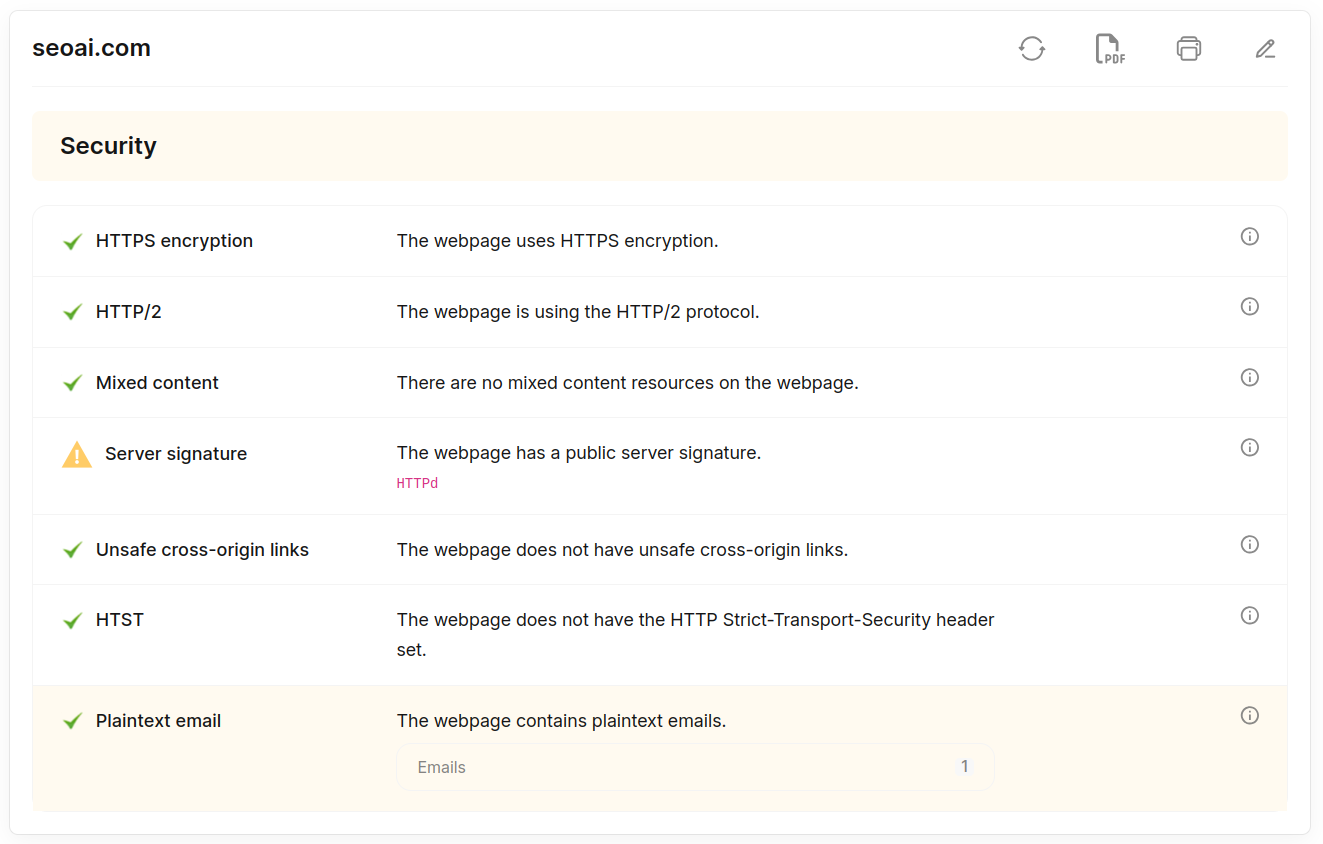 seoai.com
PDF
Security
HTTPS encryption
The webpage uses HTTPS encryption.
HTTP/2
The webpage is using the HTTP/2 protocol.
Mixed content
There are no mixed content resources on the webpage.
Server signature
The webpage has a public server signature.
HTTPd
Unsafe cross-origin links
The webpage does not have unsafe cross-origin links.
HTST
The webpage does not have the HTTP Strict-Transport-Security header
set.
Plaintext email
The webpage contains plaintext emails.
Emails 1